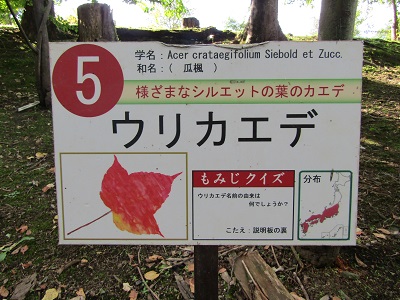 5
学名：Acer crataegifolium Siebold et Zucc.
和名：（ 瓜楓 ）
様ざまなシルエットの葉のカエデ
ウリカエデ
もみじクイズ
ウリカエデ名前の由来は
何でしょうか？
こたえ：説明板の裏
分布